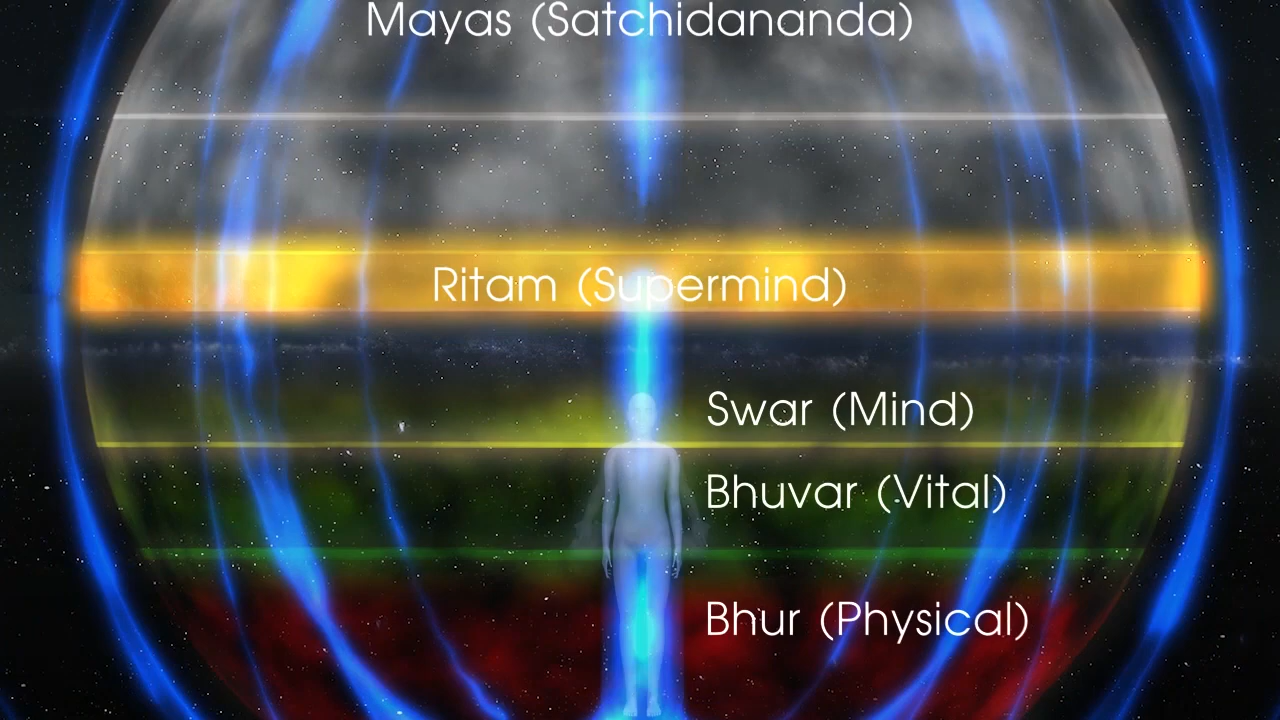 Mayas (Satchidananda)
Ritam (Supermind)
Swar (Mind)
Bhuvar (Vital)
Bhur (Physical)